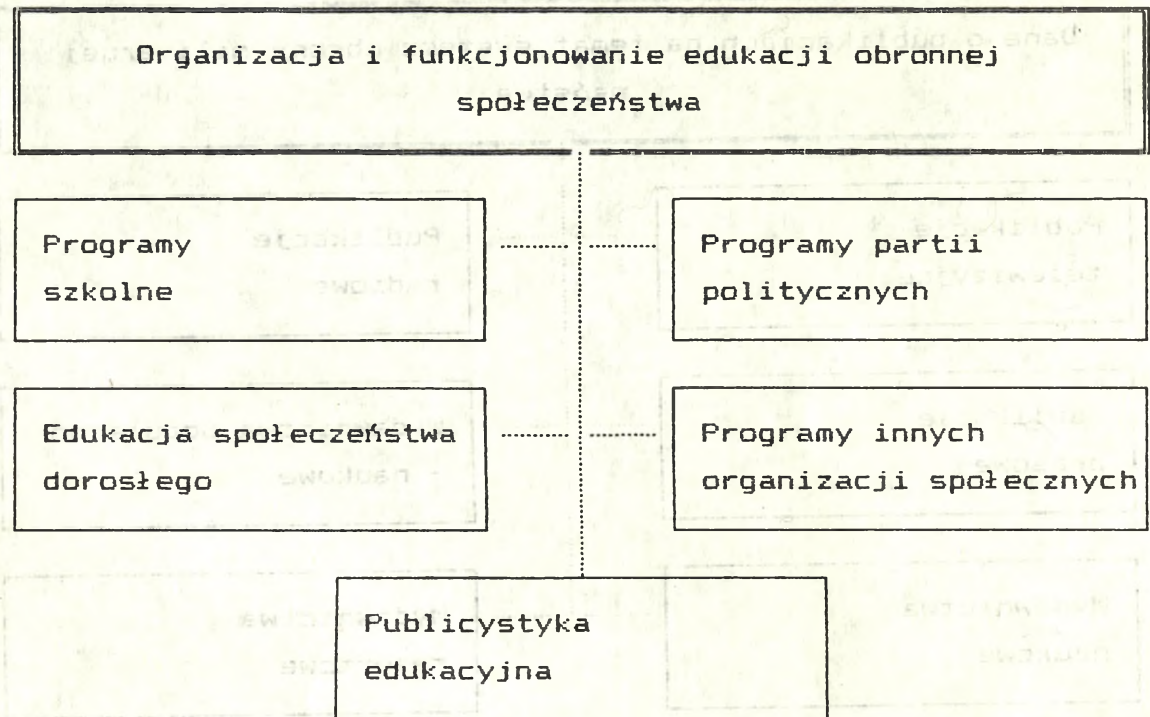 Organizacja i funkcjonowanie edukacji obronnej
społeczeństwa
Programy
szkolne
Programy partii
politycznych
Edukacja społeczeństwa
dorosłego
Programy innych
organizacji społecznych
Publicystyka
edukacyjna